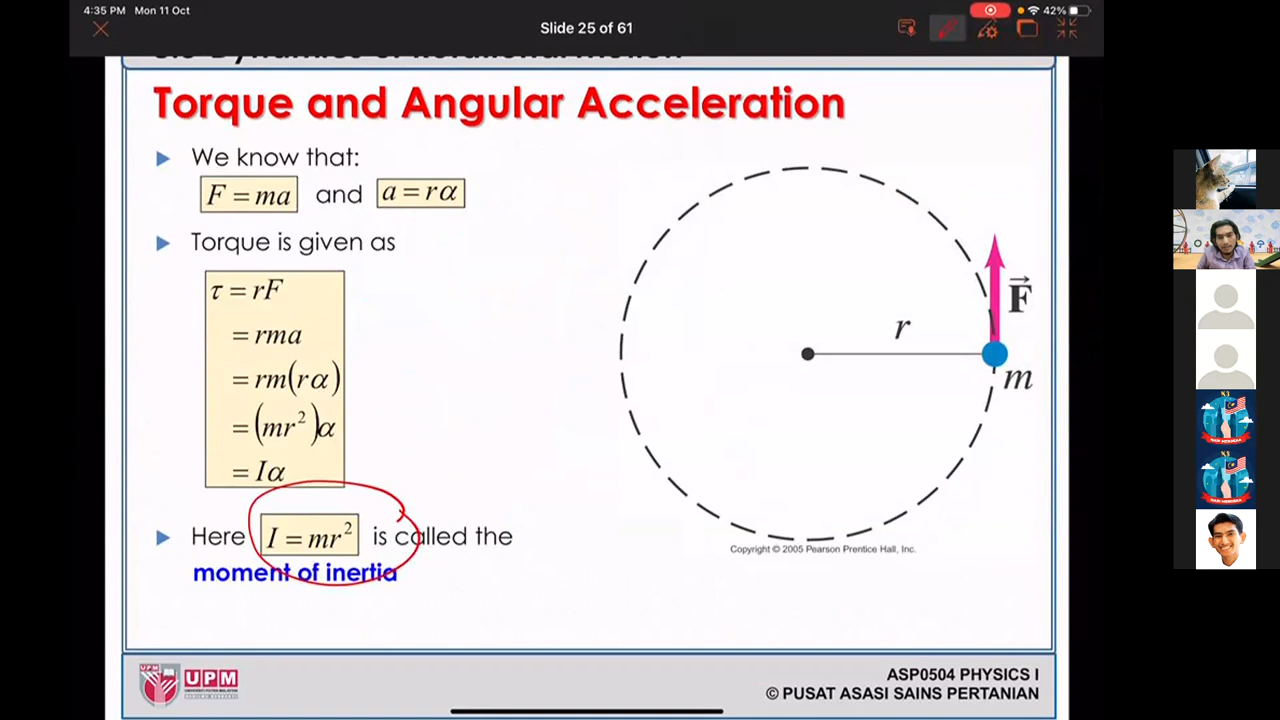 4:35 PM Mon 11 Oct
42%
Slide 25 of 61
Torque and Angular Acceleration
We know that:
F = ma and a = rα
Torque is given as
τ = rF
= rma
= rm(rα)
= (mr²)α
= Iα
Here I = mr² is called the
moment of inertia
r
F⃗
m
Copyright © 2005 Pearson Prentice Hall, Inc.
UPM
UPM
ASP0504 PHYSICS I
© PUSAT ASASI SAINS PERTANIAN